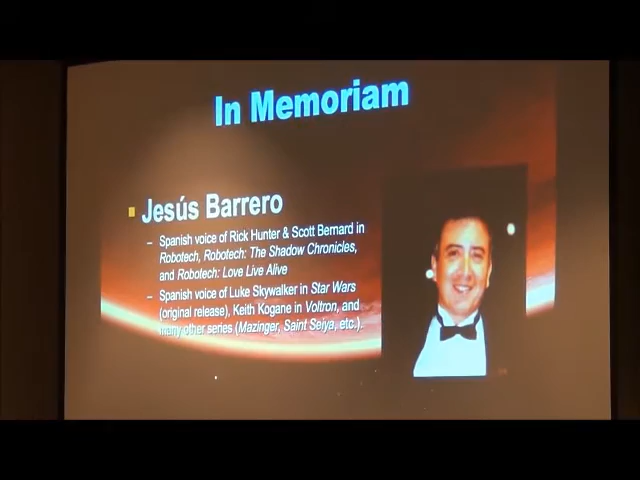 In Memoriam
Jesús Barrero
– Spanish voice of Rick Hunter & Scott Bernard in
Robotech, Robotech: The Shadow Chronicles,
and Robotech: Love Live Alive
– Spanish voice of Luke Skywalker in Star Wars
(original release), Keith Kogane in Voltron, and
many other series (Mazinger, Saint Seiya, etc.).